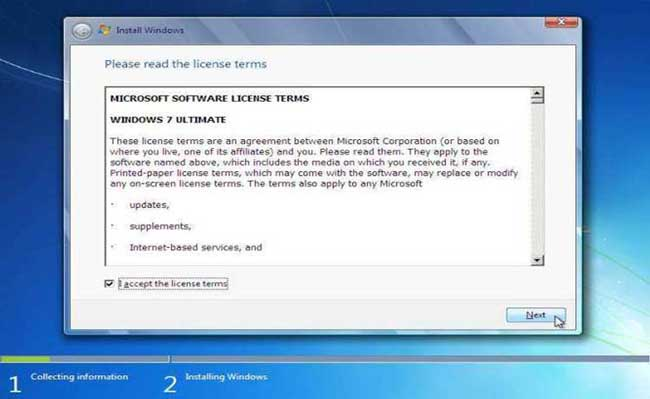 Install Windows
Please read the license terms
MICROSOFT SOFTWARE LICENSE TERMS
WINDOWS 7 ULTIMATE
These license terms are an agreement between Microsoft Corporation (or based on
where you live, one of its affiliates) and you. Please read them. They apply to the
software named above, which includes the media on which you received it, if any.
Printed-paper license terms, which may come with the software, may replace or modify
any on-screen license terms. The terms also apply to any Microsoft
· updates,
· supplements,
· Internet-based services, and
I accept the license terms
Next
1 Collecting information
2 Installing Windows